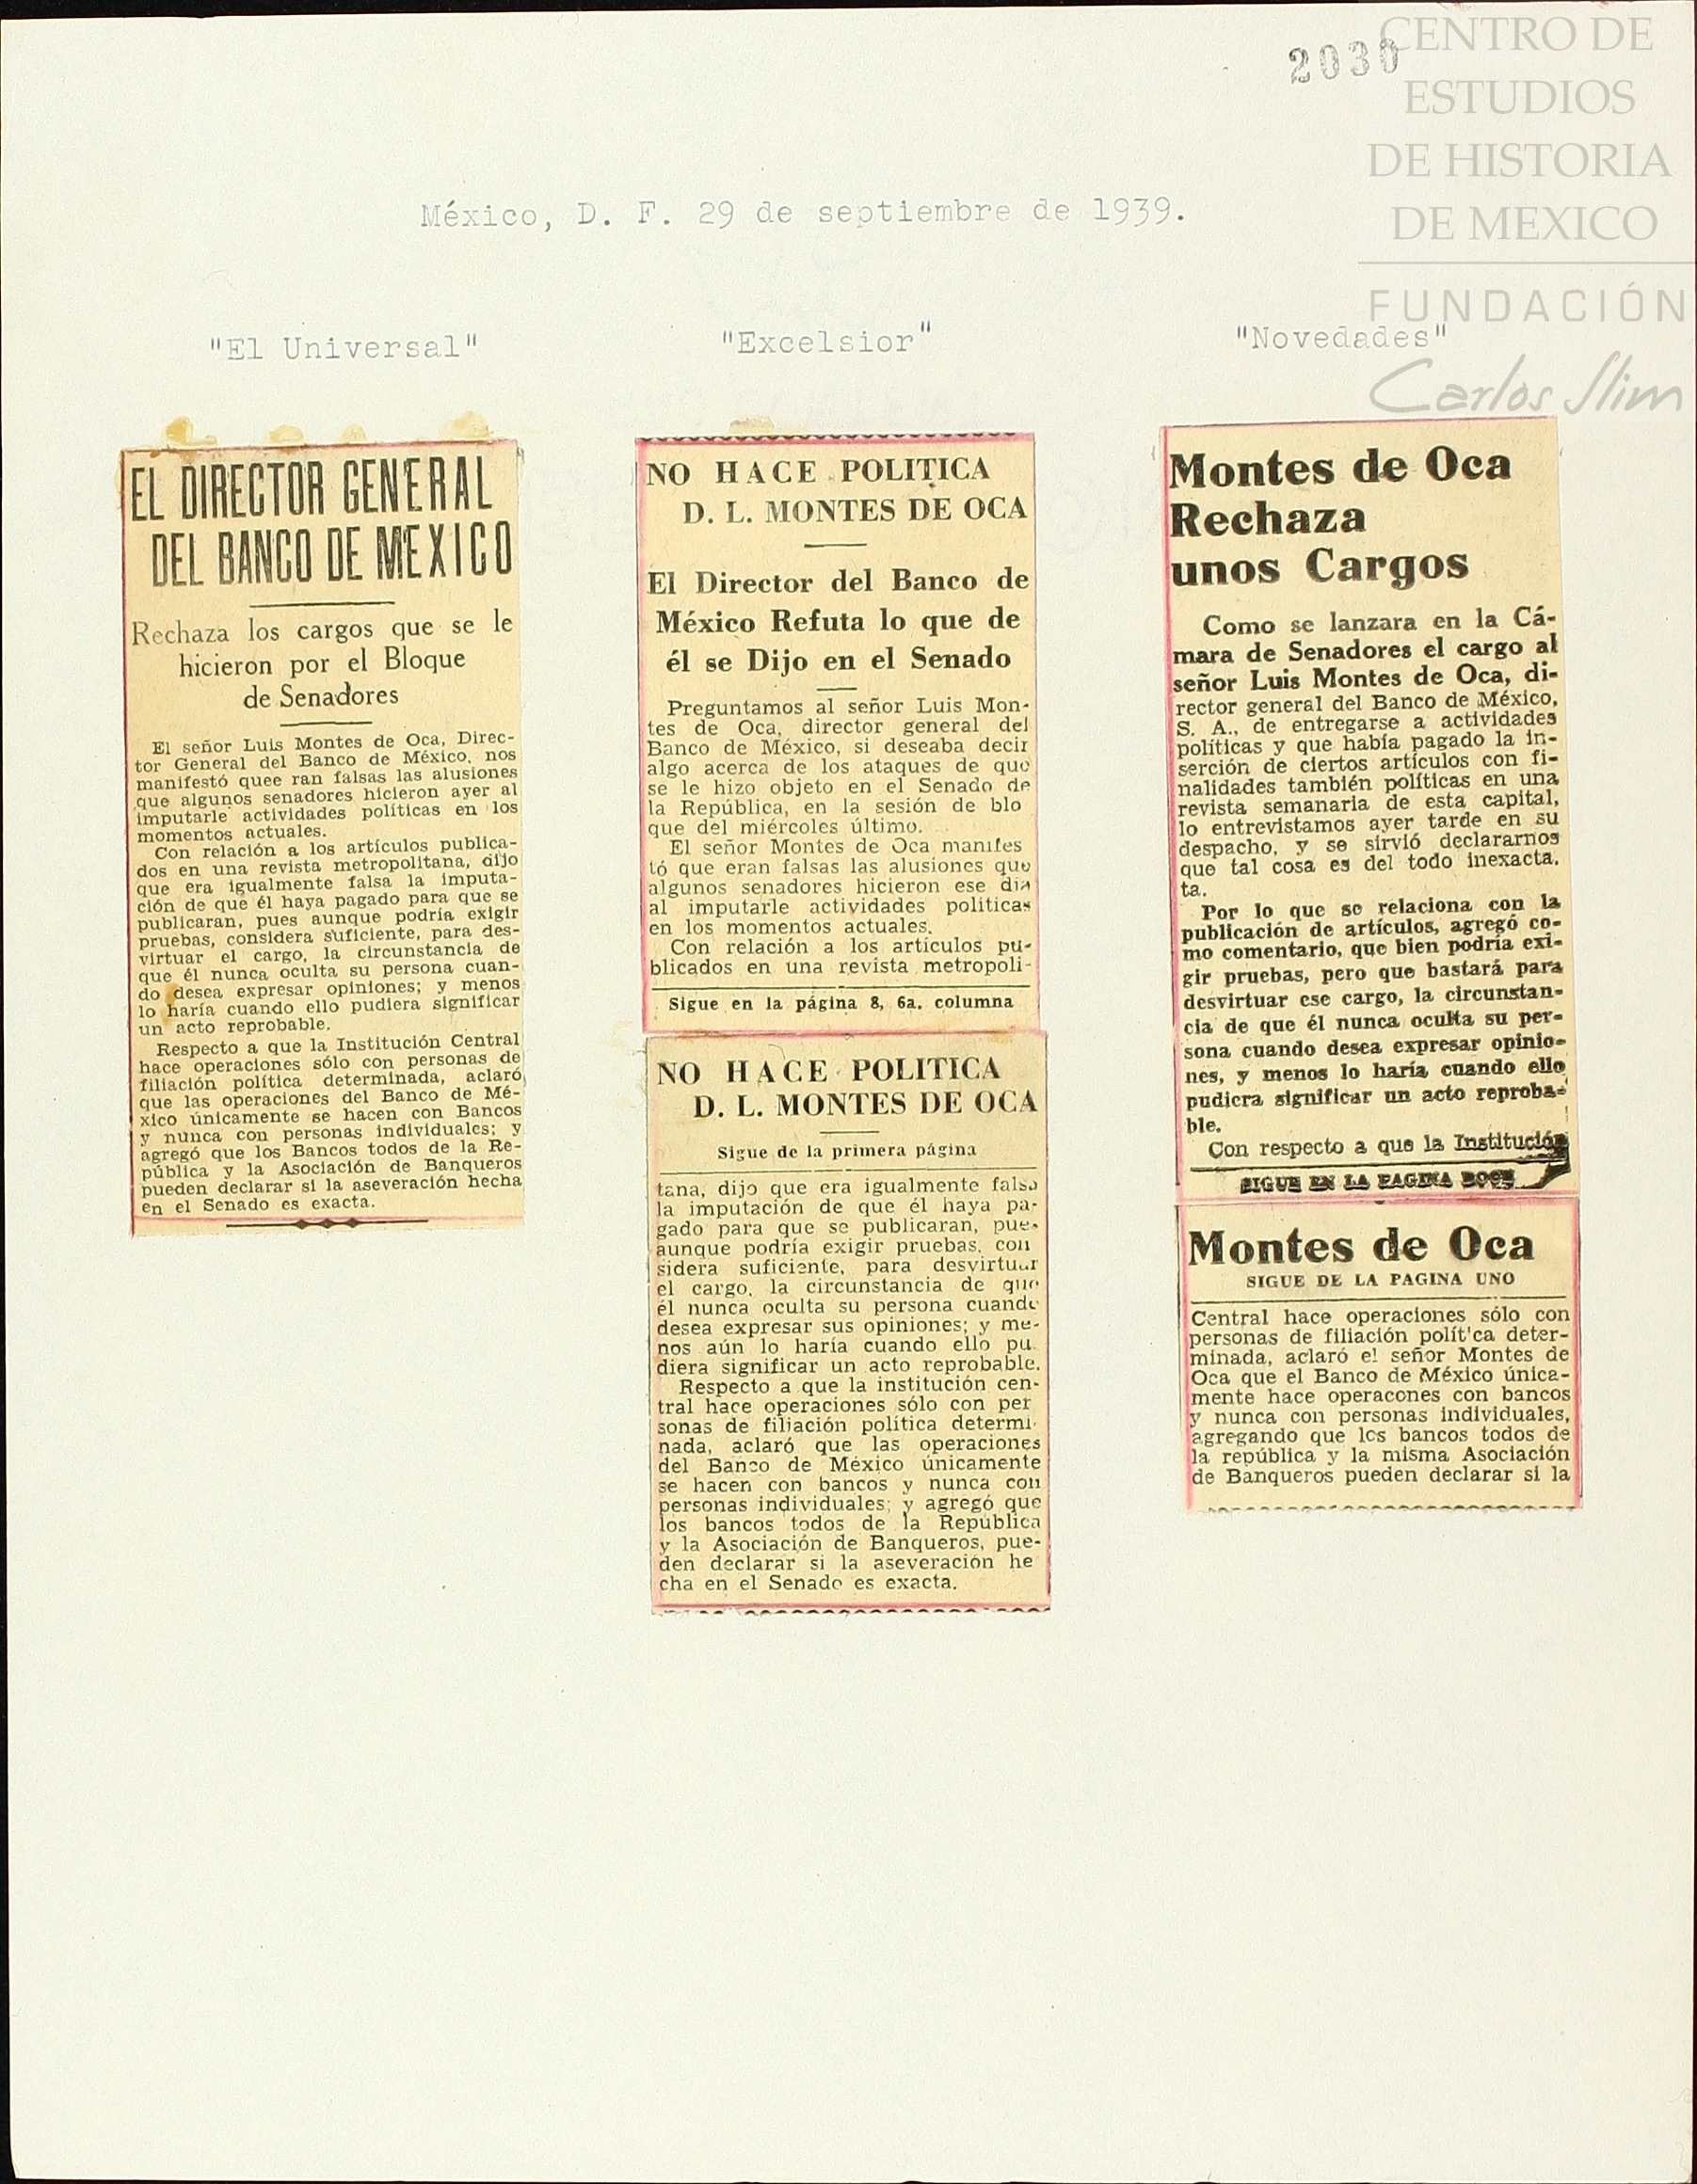 2030
CENTRO DE
ESTUDIOS
DE HISTORIA
DE MEXICO
FUNDACIÓN
Carlos Slim
México, D. F. 29 de septiembre de 1939.
"El Universal"
EL DIRECTOR GENERAL
DEL BANCO DE MEXICO
Rechaza los cargos que se le
hicieron por el Bloque
de Senadores
El señor Luis Montes de Oca, Direc-
tor General del Banco de México, nos
manifestó quee ran falsas las alusiones
que algunos senadores hicieron ayer al
imputarle actividades políticas en los
momentos actuales.
Con relación a los artículos publica-
dos en una revista metropolitana, dijo
que era igualmente falsa la imputa-
ción de que él haya pagado para que se
publicaran, pues aunque podría exigir
pruebas, considera suficiente, para des-
virtuar el cargo, la circunstancia de
que él nunca oculta su persona cuan-
do desea expresar opiniones; y menos
lo haría cuando ello pudiera significar
un acto reprobable.
Respecto a que la Institución Central
hace operaciones sólo con personas de
filiación política determinada, aclaró
que las operaciones del Banco de Mé-
xico únicamente se hacen con Bancos
y nunca con personas individuales; y
agregó que los Bancos todos de la Re-
pública y la Asociación de Banqueros
pueden declarar si la aseveración hecha
en el Senado es exacta.
"Excelsior"
NO HACE POLITICA
D. L. MONTES DE OCA
El Director del Banco de
México Refuta lo que de
él se Dijo en el Senado
Preguntamos al señor Luis Mon-
tes de Oca, director general del
Banco de México, si deseaba decir
algo acerca de los ataques de que
se le hizo objeto en el Senado de
la República, en la sesión de blo
que del miércoles último.
El señor Montes de Oca manifes
tó que eran falsas las alusiones que
algunos senadores hicieron ese día
al imputarle actividades políticas
en los momentos actuales.
Con relación a los artículos pu-
blicados en una revista metropoli-
Sigue en la página 8, 6a. columna
NO HACE POLITICA
D. L. MONTES DE OCA
Sigue de la primera página
tana, dijo que era igualmente falsa
la imputación de que él haya pa-
gado para que se publicaran, pues
aunque podría exigir pruebas, con
sidera suficiente, para desvirtuar
el cargo, la circunstancia de que
él nunca oculta su persona cuando
desea expresar sus opiniones; y me-
nos aún lo haría cuando ello pu
diera significar un acto reprobable.
Respecto a que la institución cen-
tral hace operaciones sólo con per
sonas de filiación política determi-
nada, aclaró que las operaciones
del Banco de México únicamente
se hacen con bancos y nunca con
personas individuales; y agregó que
los bancos todos de la República
y la Asociación de Banqueros, pue-
den declarar si la aseveración he
cha en el Senado es exacta.
"Novedades"
Montes de Oca
Rechaza
unos Cargos
Como se lanzara en la Cá-
mara de Senadores el cargo al
señor Luis Montes de Oca, di-
rector general del Banco de México,
S. A., de entregarse a actividades
políticas y que había pagado la in-
serción de ciertos artículos con fi-
nalidades también políticas en una
revista semanaria de esta capital,
lo entrevistamos ayer tarde en su
despacho, y se sirvió declararnos
que tal cosa es del todo inexacta.
ta.
Por lo que se relaciona con la
publicación de artículos, agregó co-
mo comentario, que bien podría exi-
gir pruebas, pero que bastará para
desvirtuar ese cargo, la circunstan-
cia de que él nunca oculta su per-
sona cuando desea expresar opinio-
nes, y menos lo haría cuando ello
pudiera significar un acto reproba-
ble.
Con respecto a que la Institución
SIGUE EN LA PAGINA DOCE
Montes de Oca
SIGUE DE LA PAGINA UNO
Central hace operaciones sólo con
personas de filiación polít'ca deter-
minada, aclaró el señor Montes de
Oca que el Banco de México única-
mente hace operacones con bancos
y nunca con personas individuales,
agregando que los bancos todos de
la república y la misma Asociación
de Banqueros pueden declarar si la